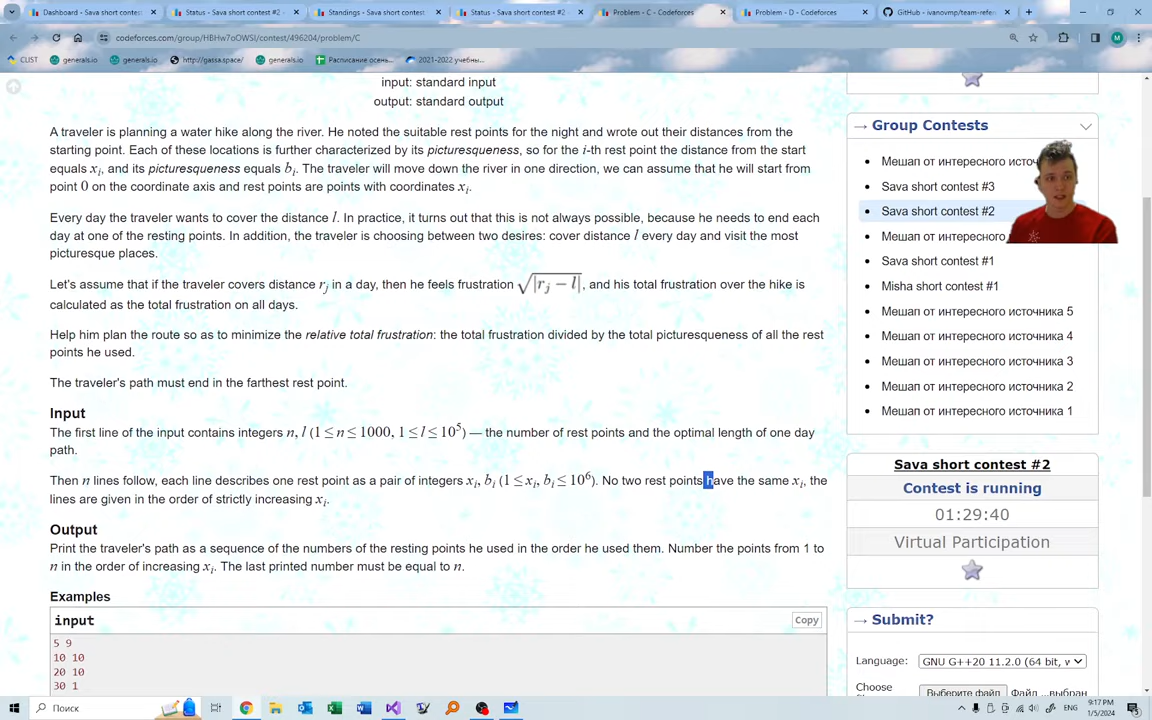 Dashboard - Sava short contest #
Status - Sava short contest #2 -
Standings - Sava short contest #
Status - Sava short contest #2 -
Problem - C - Codeforces
Problem - D - Codeforces
GitHub - ivanovmp/team-refe
codeforces.com/group/HBHw7oOWSI/contest/496204/problem/C
CLIST
generals.io
generals.io
http://gassa.space/
generals.io
Расписание осень...
2021-2022 учебны...
input: standard input
output: standard output
A traveler is planning a water hike along the river. He noted the suitable rest points for the night and wrote out their distances from the
starting point. Each of these locations is further characterized by its picturesqueness, so for the i-th rest point the distance from the start
equals xi, and its picturesqueness equals bi. The traveler will move down the river in one direction, we can assume that he will start from
point 0 on the coordinate axis and rest points are points with coordinates xi.
Every day the traveler wants to cover the distance l. In practice, it turns out that this is not always possible, because he needs to end each
day at one of the resting points. In addition, the traveler is choosing between two desires: cover distance l every day and visit the most
picturesque places.
Let's assume that if the traveler covers distance rj in a day, then he feels frustration √|rj − l|, and his total frustration over the hike is
calculated as the total frustration on all days.
Help him plan the route so as to minimize the relative total frustration: the total frustration divided by the total picturesqueness of all the rest
points he used.
The traveler's path must end in the farthest rest point.
Input
The first line of the input contains integers n, l (1 ≤ n ≤ 1000, 1 ≤ l ≤ 10^5) — the number of rest points and the optimal length of one day
path.
Then n lines follow, each line describes one rest point as a pair of integers xi, bi (1 ≤ xi, bi ≤ 10^6). No two rest points have the same xi, the
lines are given in the order of strictly increasing xi.
Output
Print the traveler's path as a sequence of the numbers of the resting points he used in the order he used them. Number the points from 1 to
n in the order of increasing xi. The last printed number must be equal to n.
Examples
input
Copy
5 9
10 10
20 10
30 1
→ Group Contests
Мешап от интересного источ
Sava short contest #3
Sava short contest #2
Мешап от интересного
Sava short contest #1
Misha short contest #1
Мешап от интересного источника 5
Мешап от интересного источника 4
Мешап от интересного источника 3
Мешап от интересного источника 2
Мешап от интересного источника 1
Sava short contest #2
Contest is running
01:29:40
Virtual Participation
→ Submit?
Language:
GNU G++20 11.2.0 (64 bit, w
Choose
Выберите файл
Файл ...выбран
Поиск
ENG
9:17 PM
1/5/2024